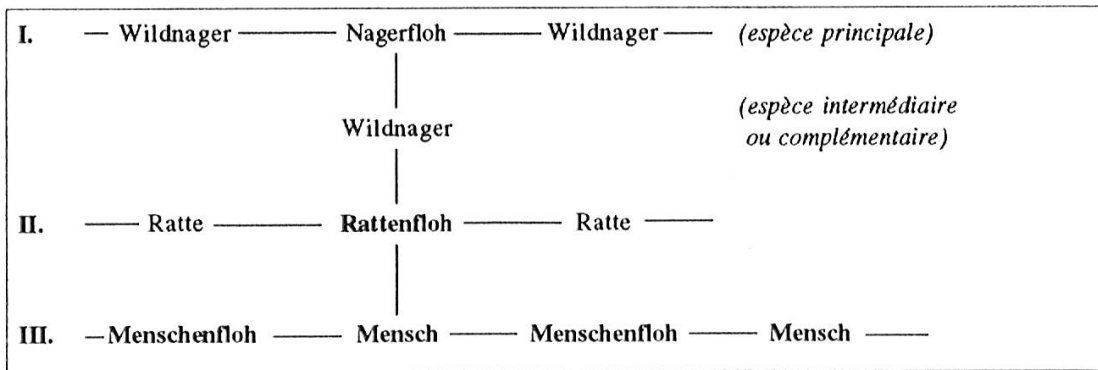 I. Wildnager Nagerfloh Wildnager (espèce principale)
(espèce intermédiaire
Wildnager
ou complémentaire)
II. Ratte Rattenfloh Ratte
III. Menschenfloh Mensch Menschenfloh Mensch